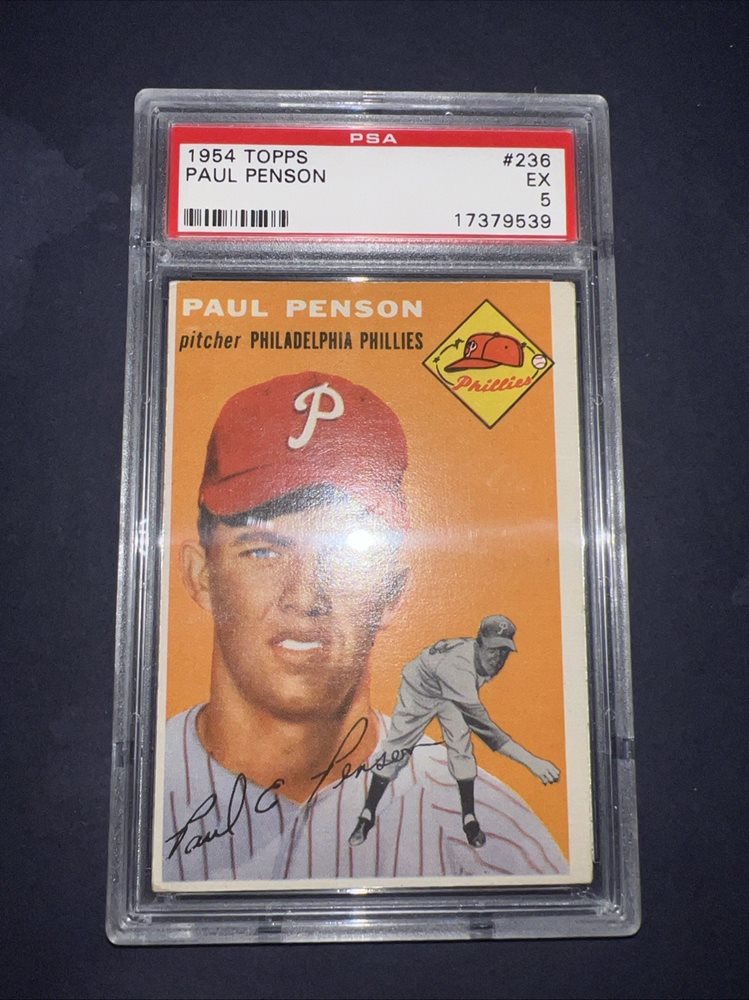 PSA
1954 TOPPS #236
PAUL PENSON EX
5
17379539
PAUL PENSON
pitcher PHILADELPHIA PHILLIES
P
Phillies
P
P
Paul E Penson